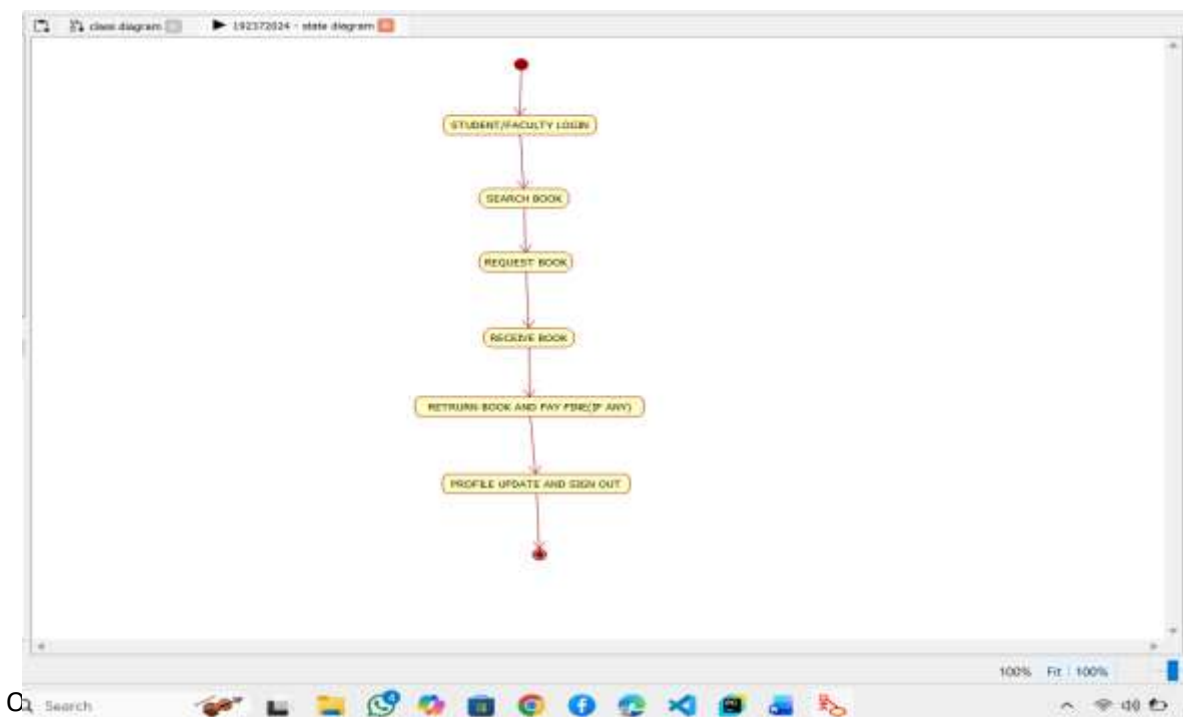 class diagram
192372024 - state diagram
STUDENT/FACULTY LOGIN
SEARCH BOOK
REQUEST BOOK
RECEIVE BOOK
RETRURN BOOK AND PAY FINE(IF ANY)
PROFILE UPDATE AND SIGN OUT
100% Fit 100%
Search